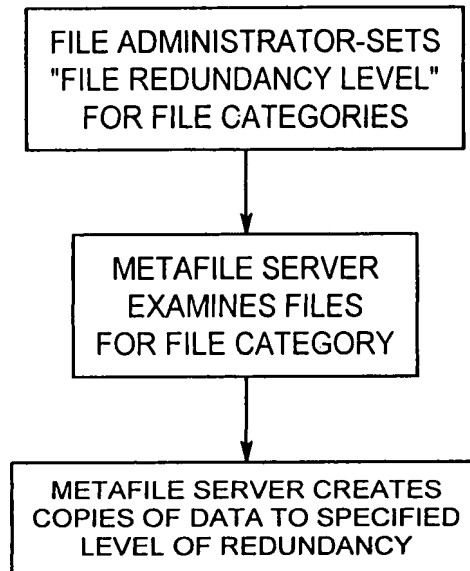 FILE ADMINISTRATOR-SETS
"FILE REDUNDANCY LEVEL"
FOR FILE CATEGORIES
METAFILE SERVER
EXAMINES FILES
FOR FILE CATEGORY
METAFILE SERVER CREATES
COPIES OF DATA TO SPECIFIED
LEVEL OF REDUNDANCY